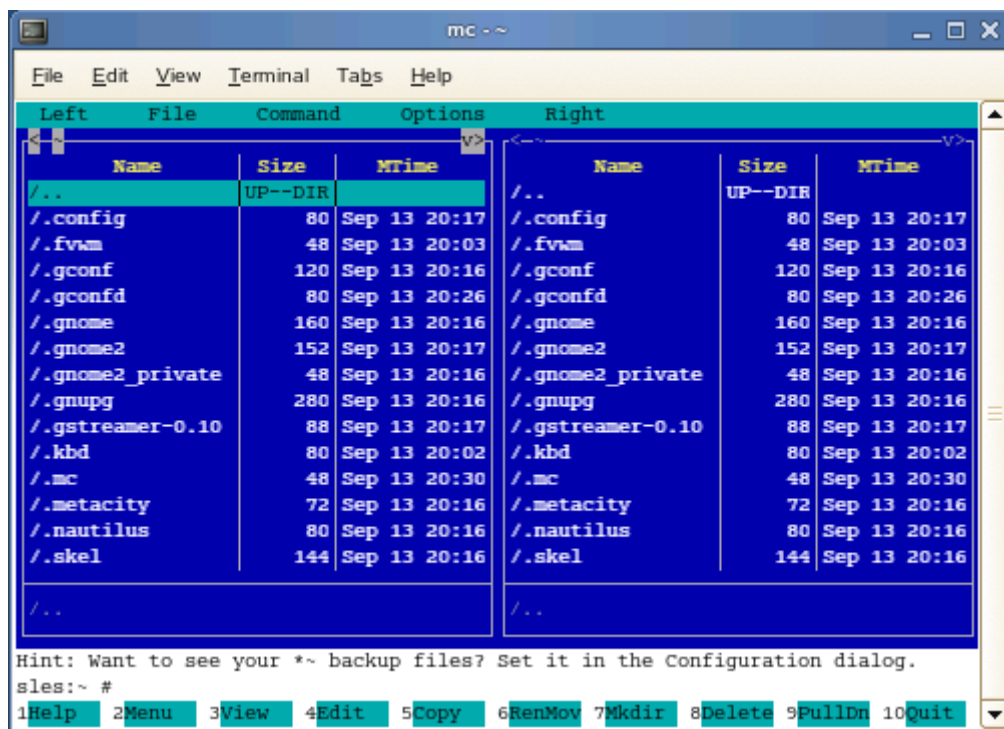 mc - ~
File Edit View Terminal Tabs Help
Left File Command Options Right
<-~ v> <-~ v>
Name Size MTime Name Size MTime
/.. UP--DIR /.. UP--DIR
/.config 80 Sep 13 20:17 /.config 80 Sep 13 20:17
/.fvwm 48 Sep 13 20:03 /.fvwm 48 Sep 13 20:03
/.gconf 120 Sep 13 20:16 /.gconf 120 Sep 13 20:16
/.gconfd 80 Sep 13 20:26 /.gconfd 80 Sep 13 20:26
/.gnome 160 Sep 13 20:16 /.gnome 160 Sep 13 20:16
/.gnome2 152 Sep 13 20:17 /.gnome2 152 Sep 13 20:17
/.gnome2_private 48 Sep 13 20:16 /.gnome2_private 48 Sep 13 20:16
/.gnupg 280 Sep 13 20:16 /.gnupg 280 Sep 13 20:16
/.gstreamer-0.10 88 Sep 13 20:17 /.gstreamer-0.10 88 Sep 13 20:17
/.kbd 80 Sep 13 20:02 /.kbd 80 Sep 13 20:02
/.mc 48 Sep 13 20:30 /.mc 48 Sep 13 20:30
/.metacity 72 Sep 13 20:16 /.metacity 72 Sep 13 20:16
/.nautilus 80 Sep 13 20:16 /.nautilus 80 Sep 13 20:16
/.skel 144 Sep 13 20:16 /.skel 144 Sep 13 20:16
/.. /..
Hint: Want to see your *~ backup files? Set it in the Configuration dialog.
sles:~ #
1Help 2Menu 3View 4Edit 5Copy 6RenMov 7Mkdir 8Delete 9PullDn 10Quit